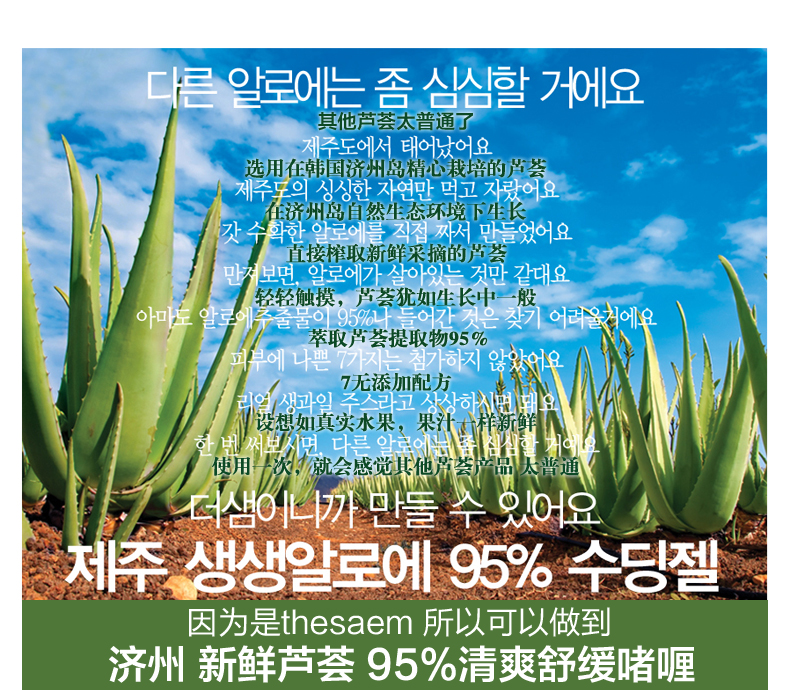 다른 알로에는 좀 심심할 거에요
其他芦荟太普通了
제주도에서 태어났어요
选用在韩国济州岛精心栽培的芦荟
제주도의 싱싱한 자연만 먹고 자랐어요
在济州岛自然生态环境下生长
갓 수확한 알로에를 직접 짜서 만들었어요
直接榨取新鲜采摘的芦荟
만져보면, 알로에가 살아있는 것만 같대요
轻轻触摸，芦荟犹如生长中一般
아마도 알로에주줄물이 95%나 들어간 것은 찾기 어려울거에요
萃取芦荟提取物95%
피부에 나쁜 7가지는 첨가하지 않았어요
7无添加配方
리얼 생과일 주스라고 상상하시면 돼요
设想如真实水果，果汁一样新鲜
한 번 써보시면, 다른 알로에는 좀 심심할 거에요
使用一次，就会感觉其他芦荟产品 太普通
더샘이니까 만들 수 있어요
제주 생생알로에 95% 수딩젤
因为是thesaem 所以可以做到
济州 新鲜芦荟 95%清爽舒缓啫喱